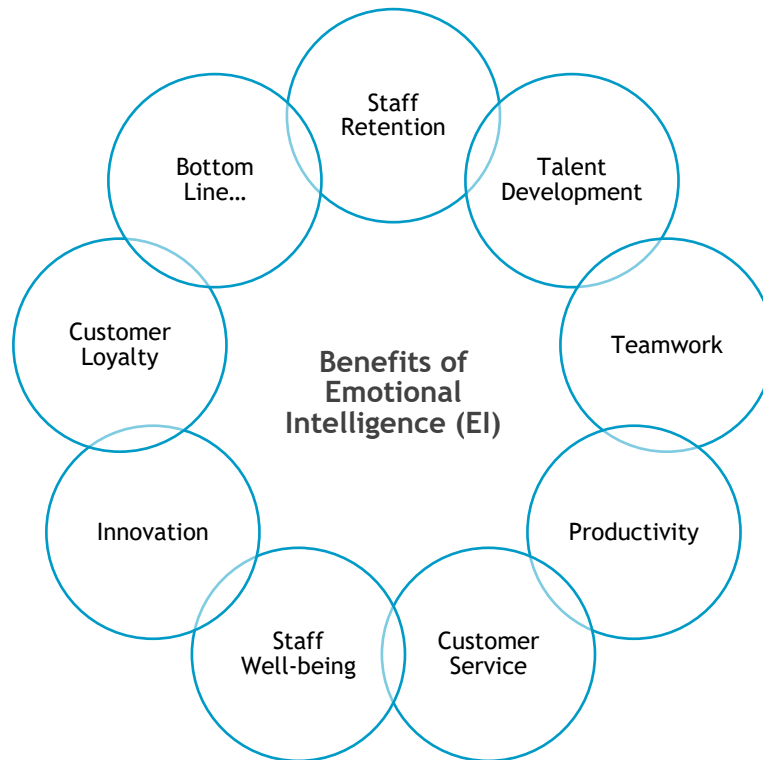 Staff
Retention
Talent
Development
Teamwork
Productivity
Customer
Service
Staff
Well-being
Innovation
Customer
Loyalty
Bottom
Line…
Benefits of
Emotional
Intelligence (EI)